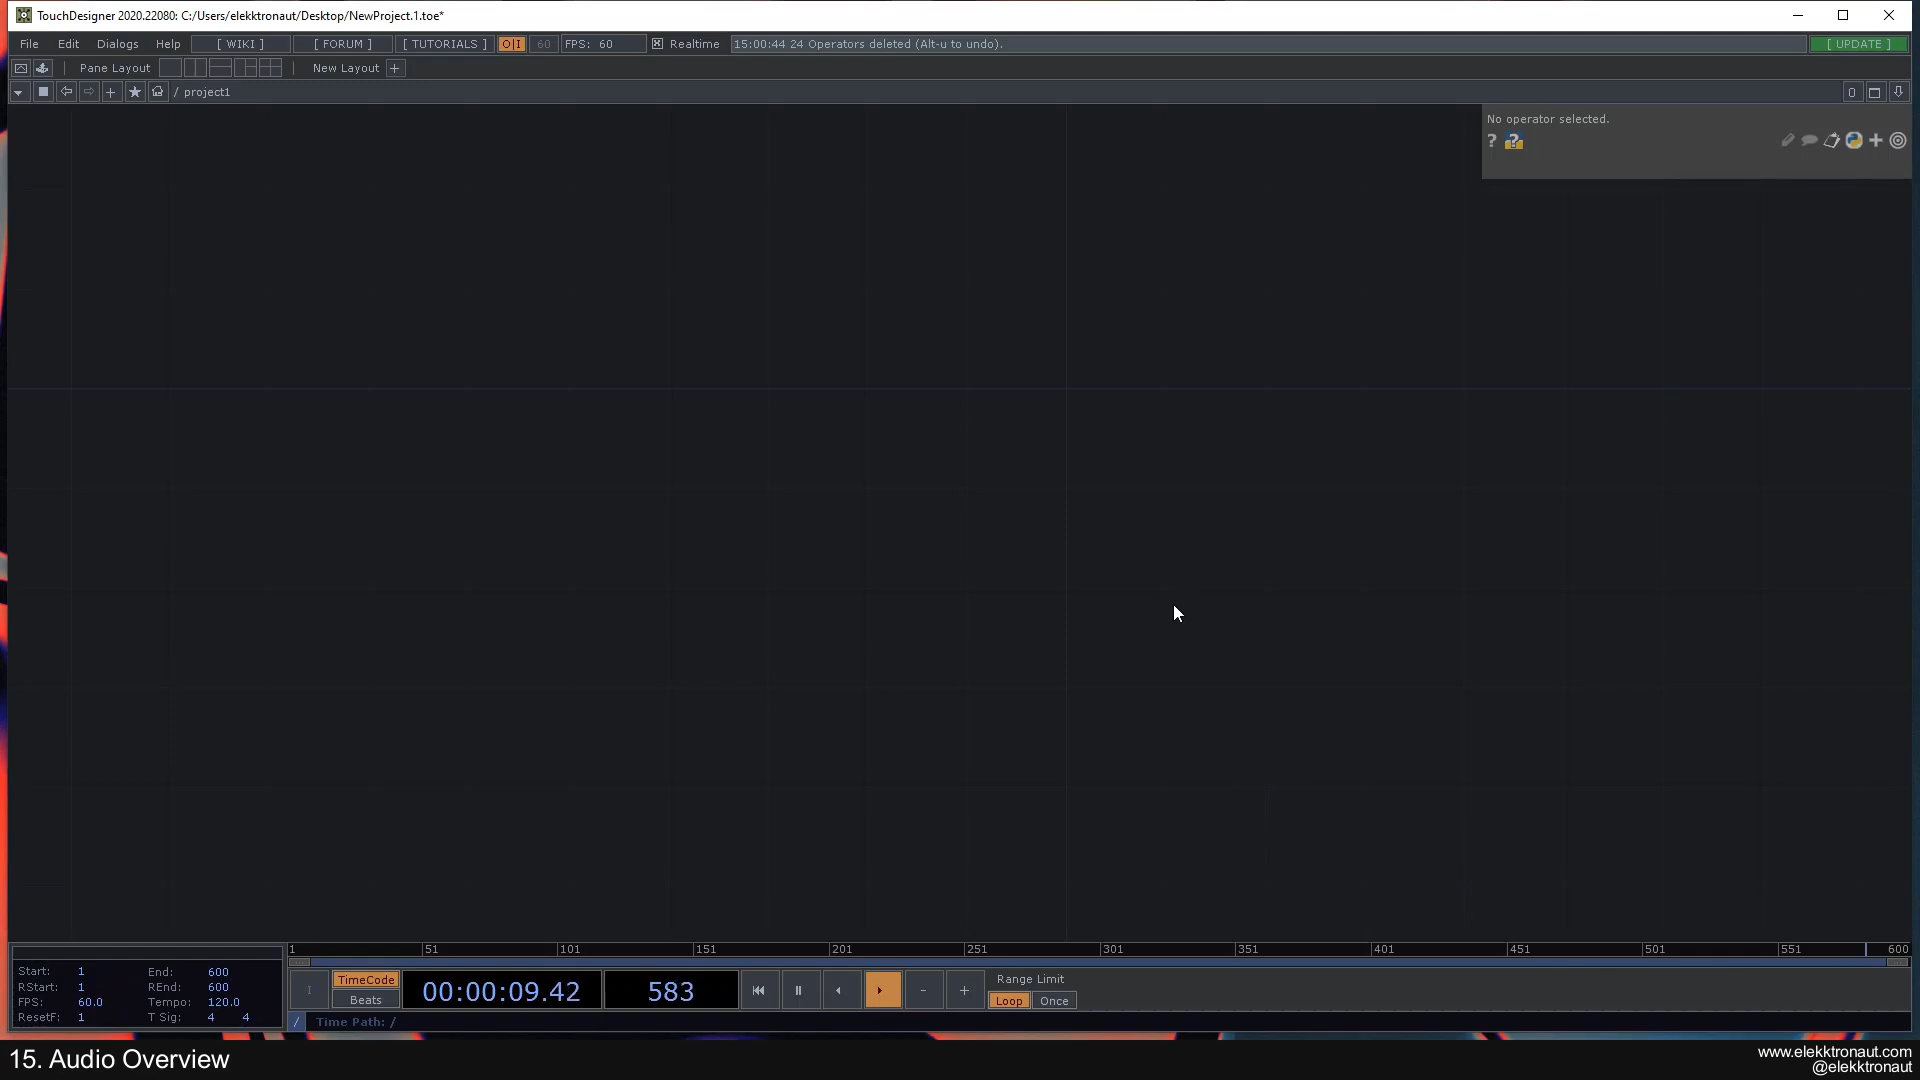 TouchDesigner 2020.22080: C:/Users/elekktronaut/Desktop/NewProject.1.toe*
File Edit Dialogs Help [ WIKI ] [ FORUM ] [ TUTORIALS ] O|I 60 FPS: 60 Realtime 15:00:44 24 Operators deleted (Alt-u to undo). [ UPDATE ]
Pane Layout New Layout +
/ project1 0
No operator selected.
1 51 101 151 201 251 301 351 401 451 501 551 600
Start: 1 End: 600
RStart: 1 REnd: 600
FPS: 60.0 Tempo: 120.0
ResetF: 1 T Sig: 4 4
TimeCode
Beats
00:00:09.42 583
- +
Range Limit
Loop Once
/ Time Path: /
15. Audio Overview
www.elekktronaut.com
@elekktronaut